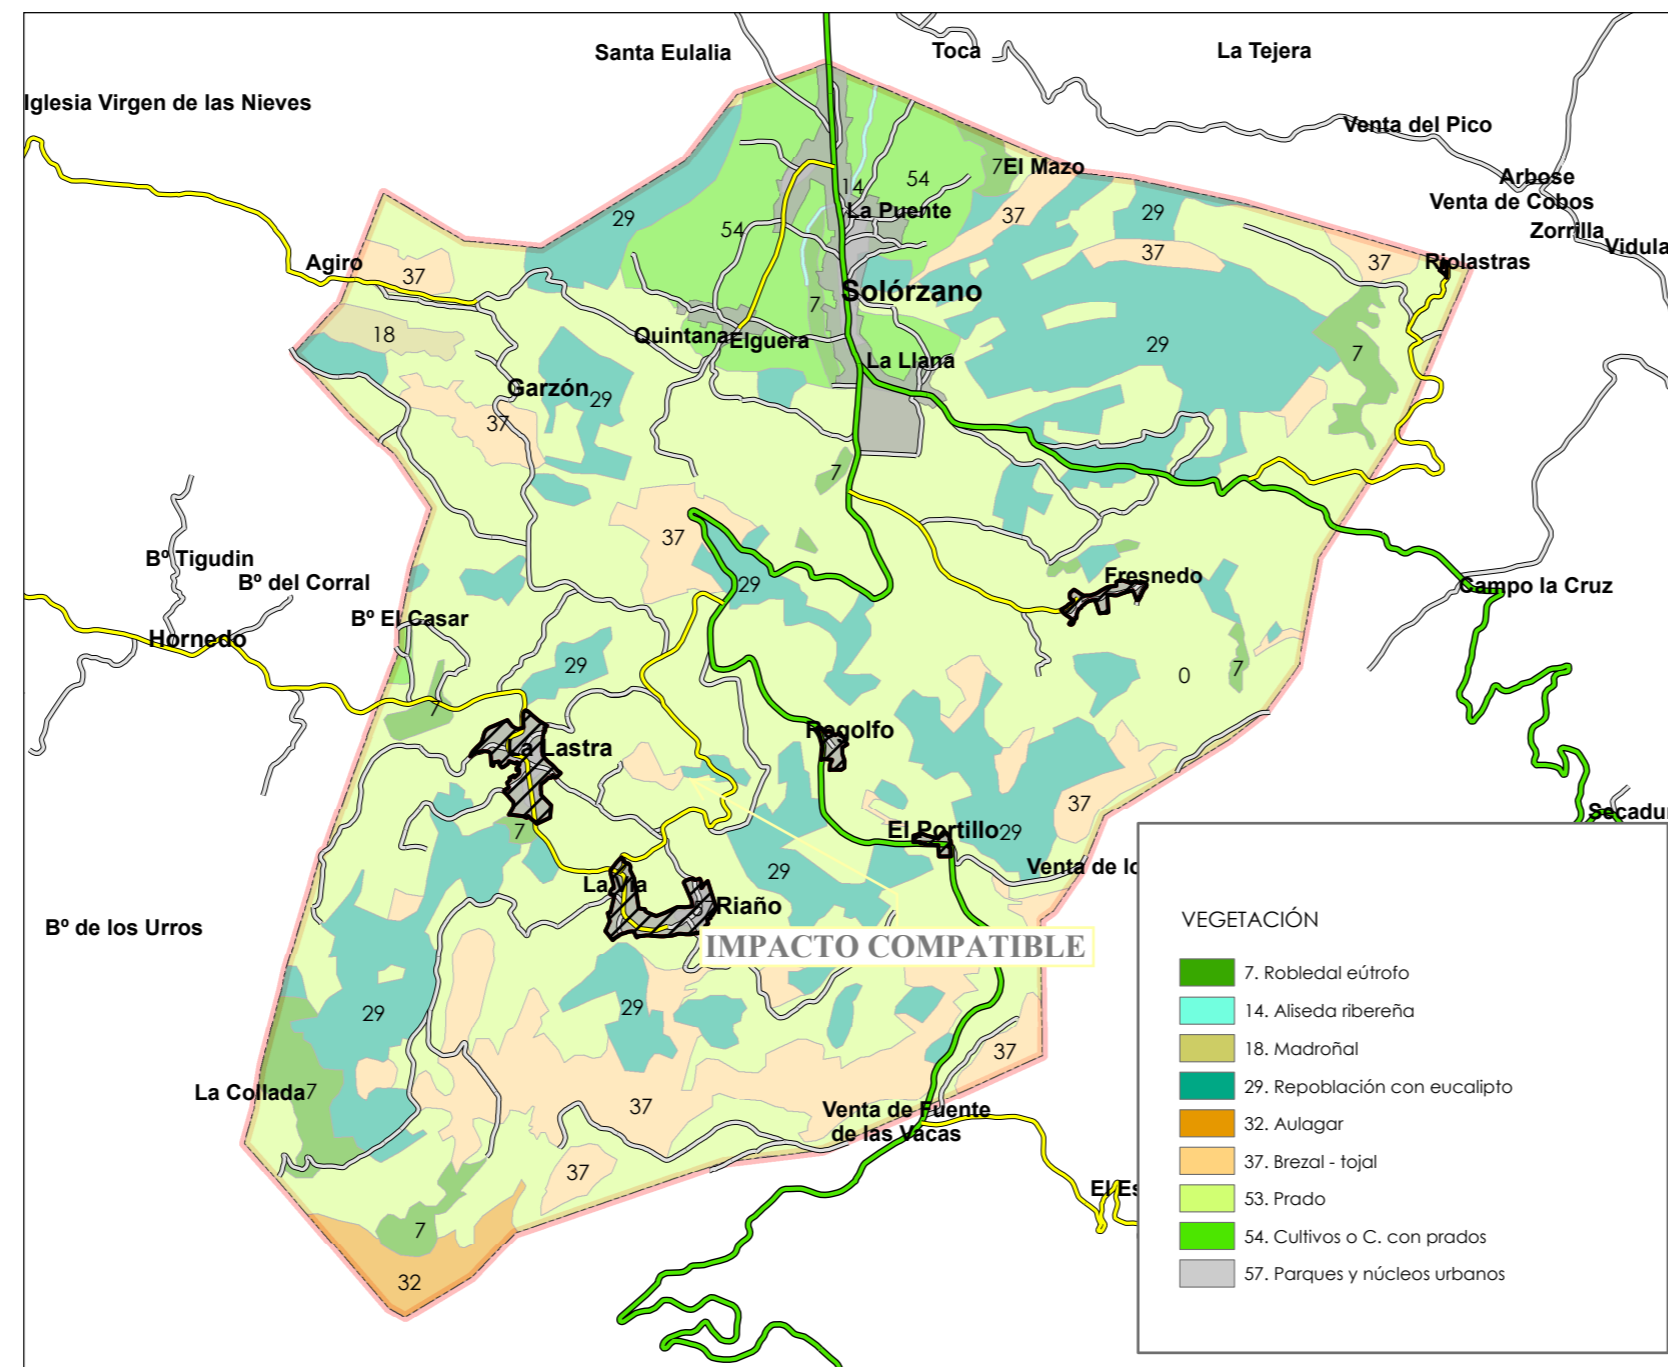 Santa Eulalia
Toca
La Tejera
Iglesia Virgen de las Nieves
Venta del Pico
7
El Mazo
54
14
Arbose
Venta de Cobos
La Puente
29
37
29
54
Zorrilla
Vidula
37
Agiro
37
37
Riolastras
Solórzano
7
18
Quintana
Elguera
29
7
La Llana
Garzón
29
37
7
37
Bº Tigudin
Bº del Corral
29
Fresnedo
Campo la Cruz
Bº El Casar
Hornedo
29
7
0
7
Regolfo
La Lastra
37
Secadur
7
El Portillo
29
29
Venta de lo
La Vía
Riaño
Bº de los Urros
IMPACTO COMPATIBLE
29
29
37
La Collada
7
37
Venta de Fuente
de las Vacas
37
El Es
7
32
VEGETACIÓN
7. Robledal eútrofo
14. Aliseda ribereña
18. Madroñal
29. Repoblación con eucalipto
32. Aulagar
37. Brezal - tojal
53. Prado
54. Cultivos o C. con prados
57. Parques y núcleos urbanos